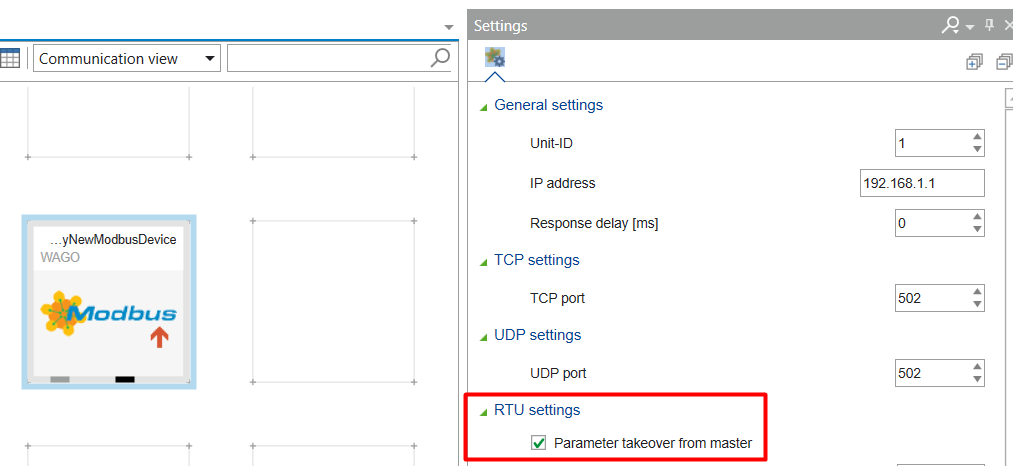 Settings
Communication view
General settings
Unit-ID
1
IP address
192.168.1.1
Response delay [ms]
0
…yNewModbusDevice
WAGO
Modbus
TCP settings
TCP port
502
UDP settings
UDP port
502
RTU settings
Parameter takeover from master